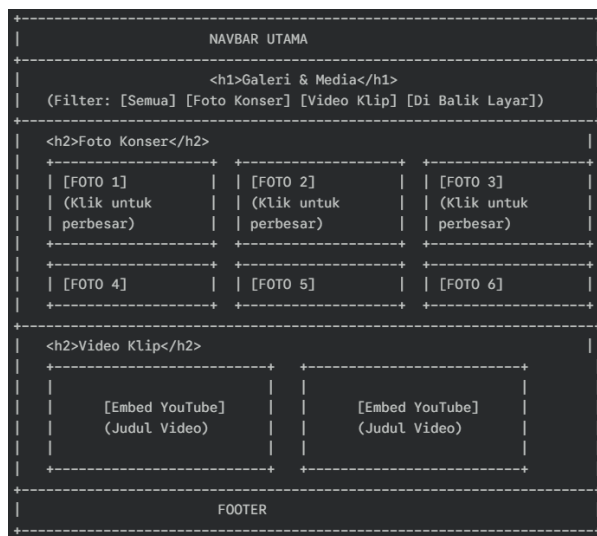 NAVBAR UTAMA
<h1>Galeri & Media</h1>
(Filter: [Semua] [Foto Konser] [Video Klip] [Di Balik Layar])
<h2>Foto Konser</h2>
[FOTO 1] [FOTO 2] [FOTO 3]
(Klik untuk (Klik untuk (Klik untuk
perbesar) perbesar) perbesar)
[FOTO 4] [FOTO 5] [FOTO 6]
<h2>Video Klip</h2>
[Embed YouTube] [Embed YouTube]
(Judul Video) (Judul Video)
FOOTER